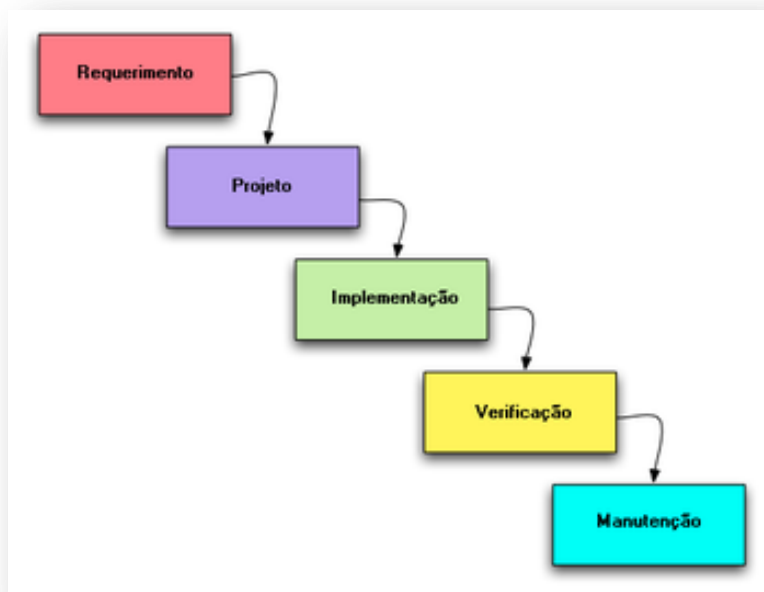 Requerimento
Projeto
Implementação
Verificação
Manutenção